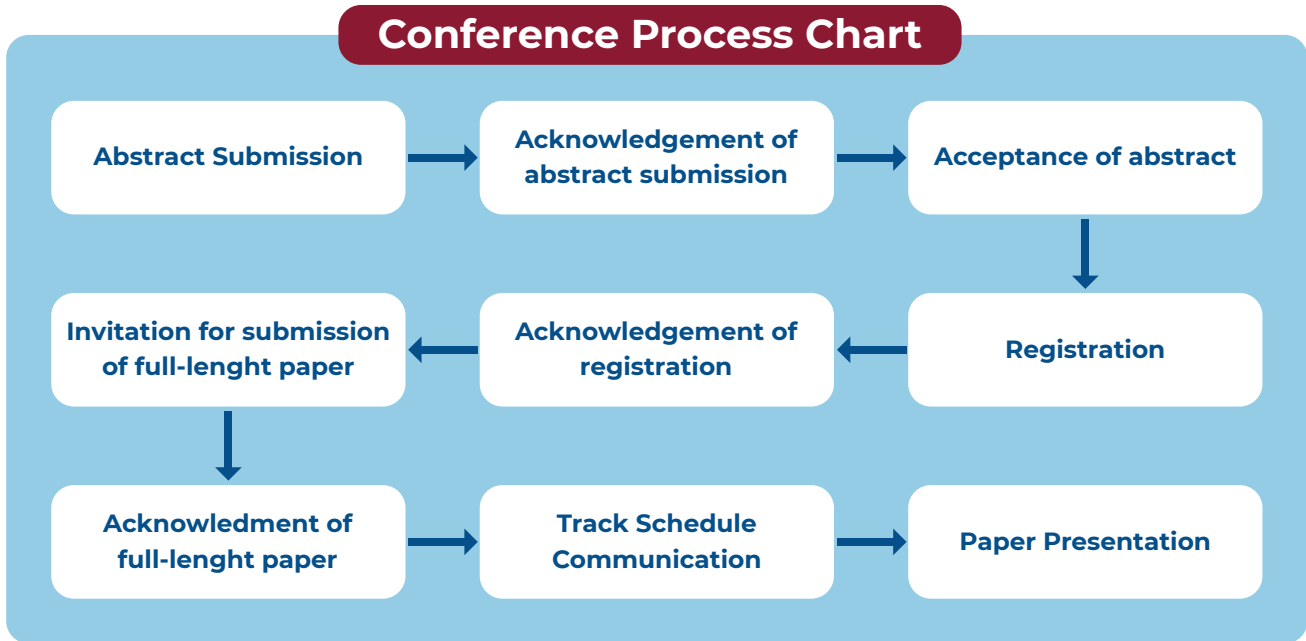 Conference Process Chart
Abstract Submission
Acknowledgement of
abstract submission
Acceptance of abstract
Registration
Acknowledgement of
registration
Invitation for submission
of full-lenght paper
Acknowledment of
full-lenght paper
Track Schedule
Communication
Paper Presentation